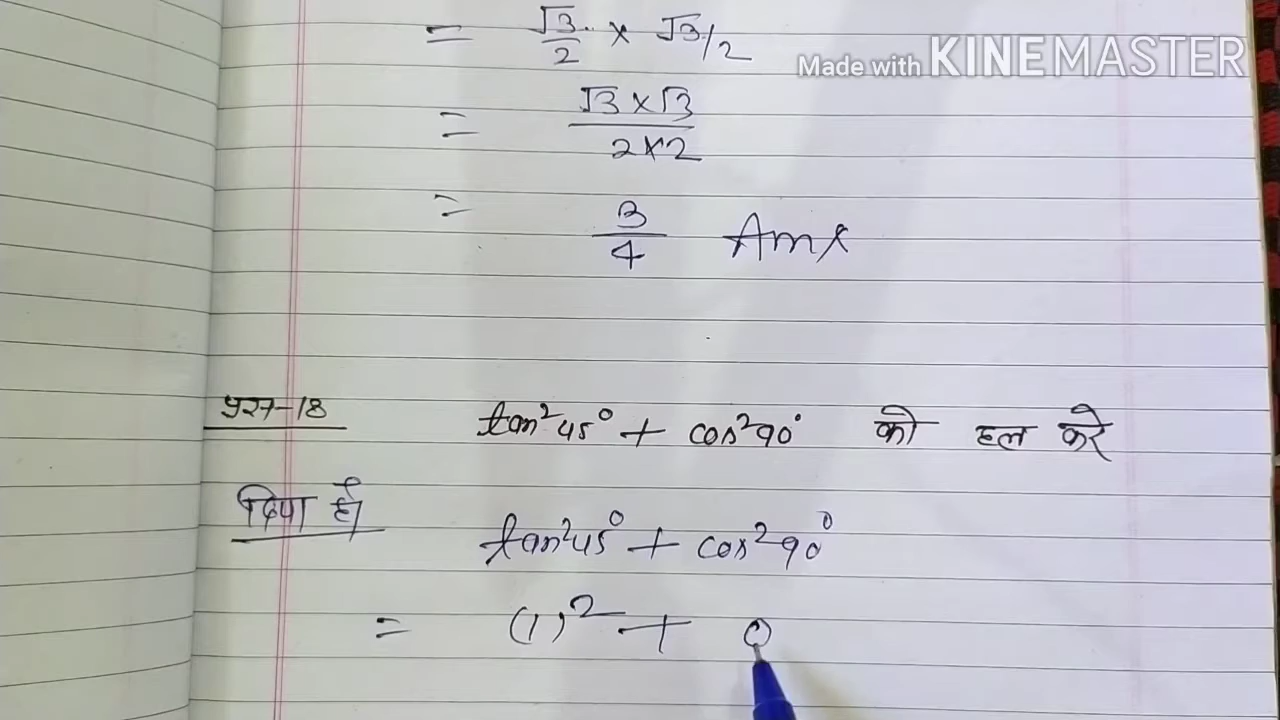 = √3/2 × √3/2
Made with KINEMASTER
= √3×√3/2×2
= 3/4 Ans
प्रश्न-18 tan²45° + cos²90° को हल करे
दिया है। tan²45° + cos²90°
= (1)² + 0